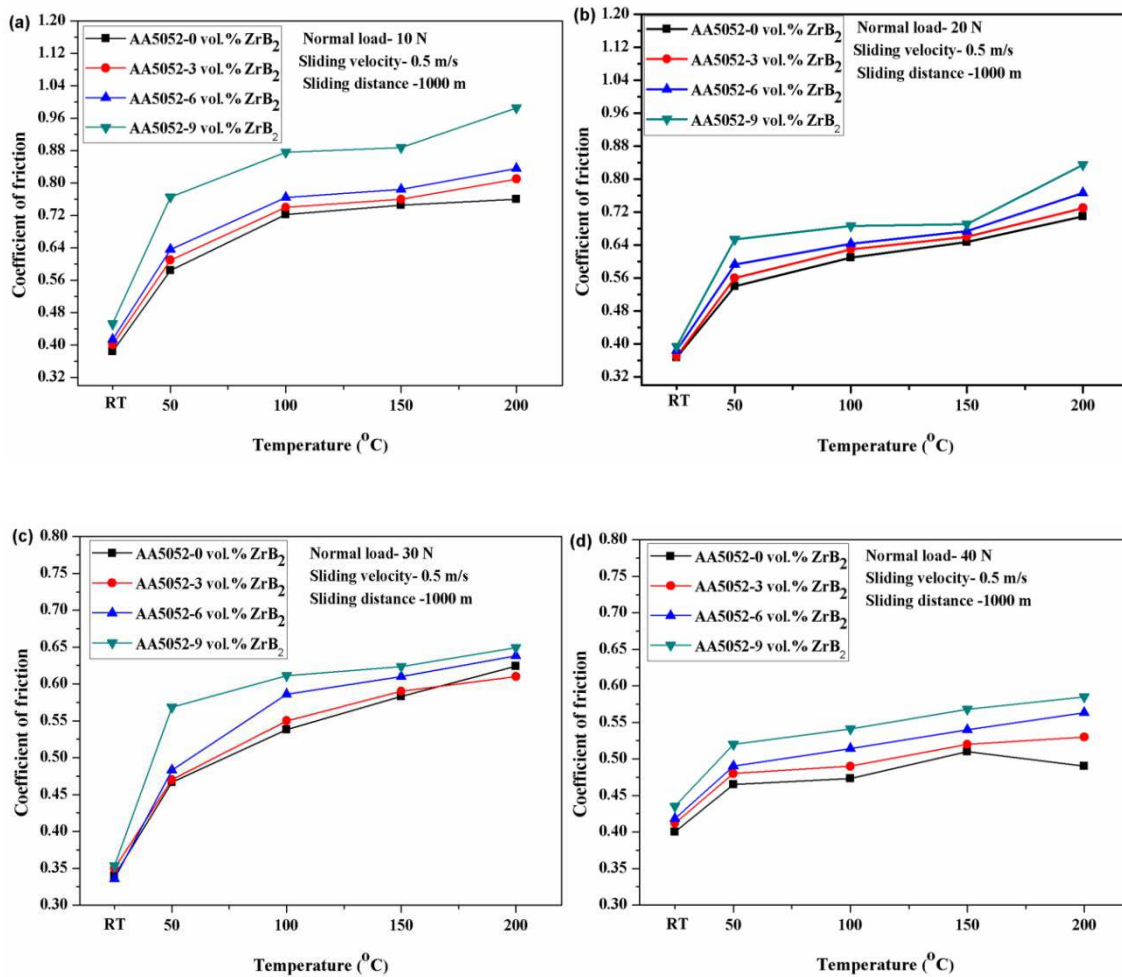 (a)
1.20
1.12
1.04
0.96
0.88
0.80
0.72
0.64
0.56
0.48
0.40
0.32
Coefficient of friction
AA5052-0 vol.% ZrB2
AA5052-3 vol.% ZrB2
AA5052-6 vol.% ZrB2
AA5052-9 vol.% ZrB2
Normal load- 10 N
Sliding velocity- 0.5 m/s
Sliding distance -1000 m
RT 50 100 150 200
Temperature (oC)
(b)
1.20
1.12
1.04
0.96
0.88
0.80
0.72
0.64
0.56
0.48
0.40
0.32
Coefficient of friction
AA5052-0 vol.% ZrB2
AA5052-3 vol.% ZrB2
AA5052-6 vol.% ZrB2
AA5052-9 vol.% ZrB2
Normal load- 20 N
Sliding velocity- 0.5 m/s
Sliding distance -1000 m
RT 50 100 150 200
Temperature (oC)
(c)
0.80
0.75
0.70
0.65
0.60
0.55
0.50
0.45
0.40
0.35
0.30
Coefficient of friction
AA5052-0 vol.% ZrB2
AA5052-3 vol.% ZrB2
AA5052-6 vol.% ZrB2
AA5052-9 vol.% ZrB2
Normal load- 30 N
Sliding velocity- 0.5 m/s
Sliding distance -1000 m
RT 50 100 150 200
Temperature (oC)
(d)
0.80
0.75
0.70
0.65
0.60
0.55
0.50
0.45
0.40
0.35
0.30
Coefficient of friction
AA5052-0 vol.% ZrB2
AA5052-3 vol.% ZrB2
AA5052-6 vol.% ZrB2
AA5052-9 vol.% ZrB2
Normal load- 40 N
Sliding velocity- 0.5 m/s
Sliding distance -1000 m
RT 50 100 150 200
Temperature (oC)